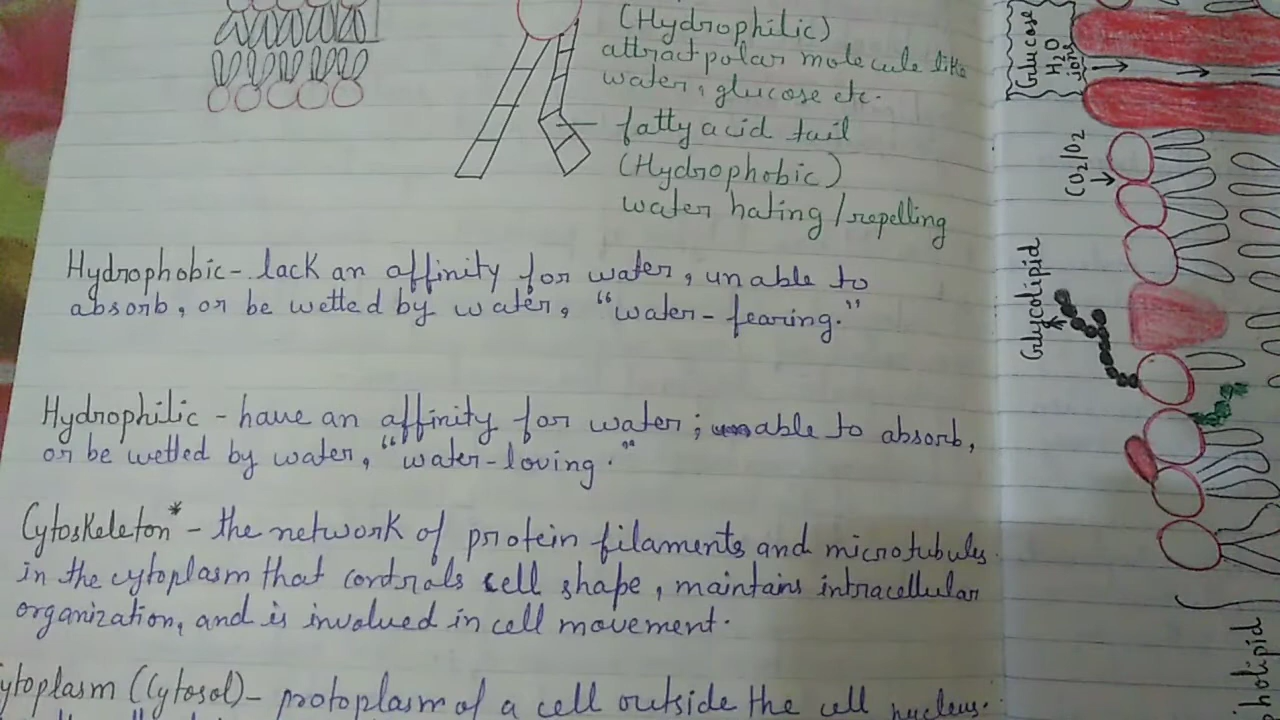 (Hydrophilic)
attract polar molecule like
water, glucose etc.
fatty acid tail
(Hydrophobic)
water hating/repelling
Hydrophobic - lack an affinity for water, unable to
absorb, or be wetted by water, "water-fearing."
Hydrophilic - have an affinity for water; able to absorb,
or be wetted by water, "water-loving."
Cytoskeleton* - the network of protein filaments and microtubules
in the cytoplasm that controls cell shape, maintains intracellular
organization, and is involved in cell movement.
ytoplasm (Cytosol) - protoplasm of a cell outside the cell nucleus.
Glucose
H2O
ions
CO2/O2
Glycolipid
pholipid